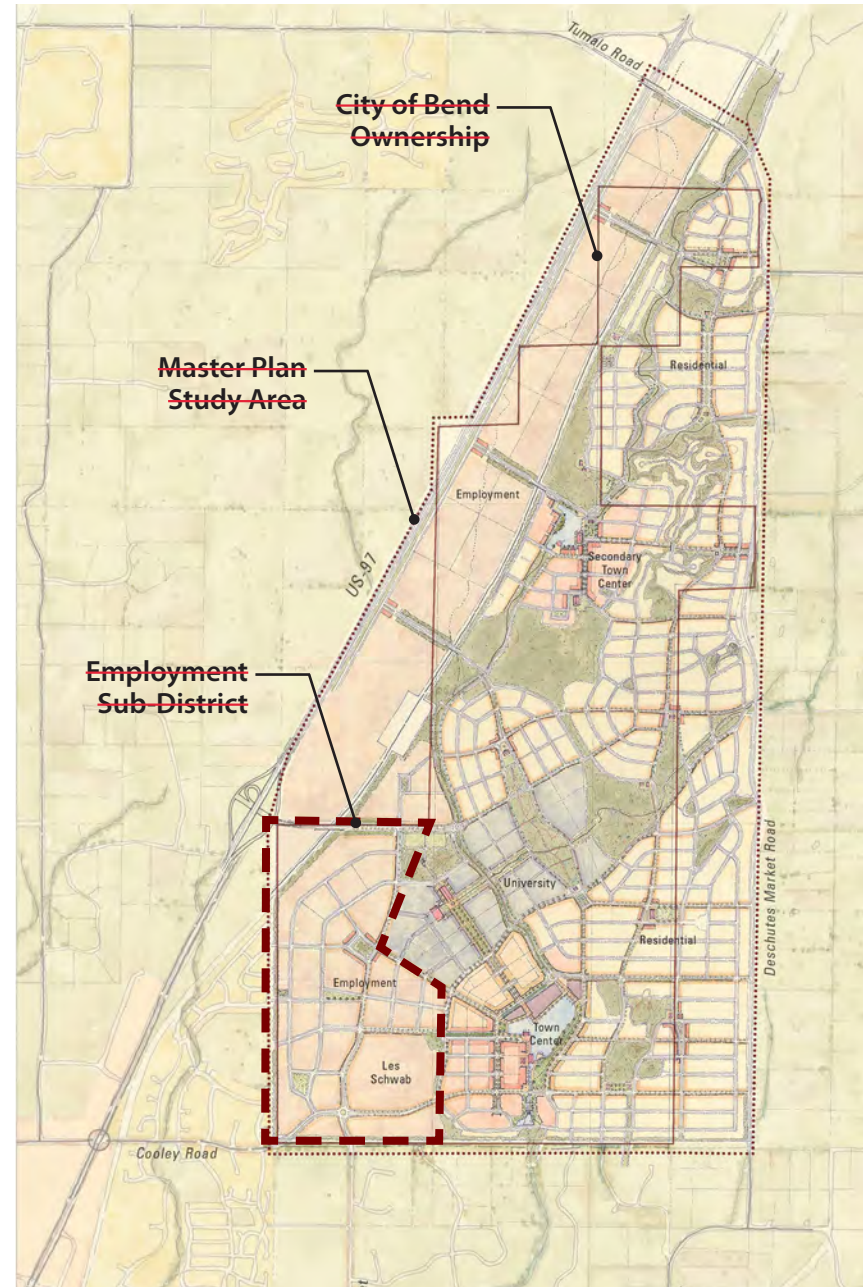 Tumalo Road
City of Bend
Ownership
Residential
Master Plan
Study Area
Employment
US-97
Secondary
Town
Center
Employment
Sub-District
University
Residential
Deschutes Market Road
Employment
Town
Center
Les
Schwab
Cooley Road